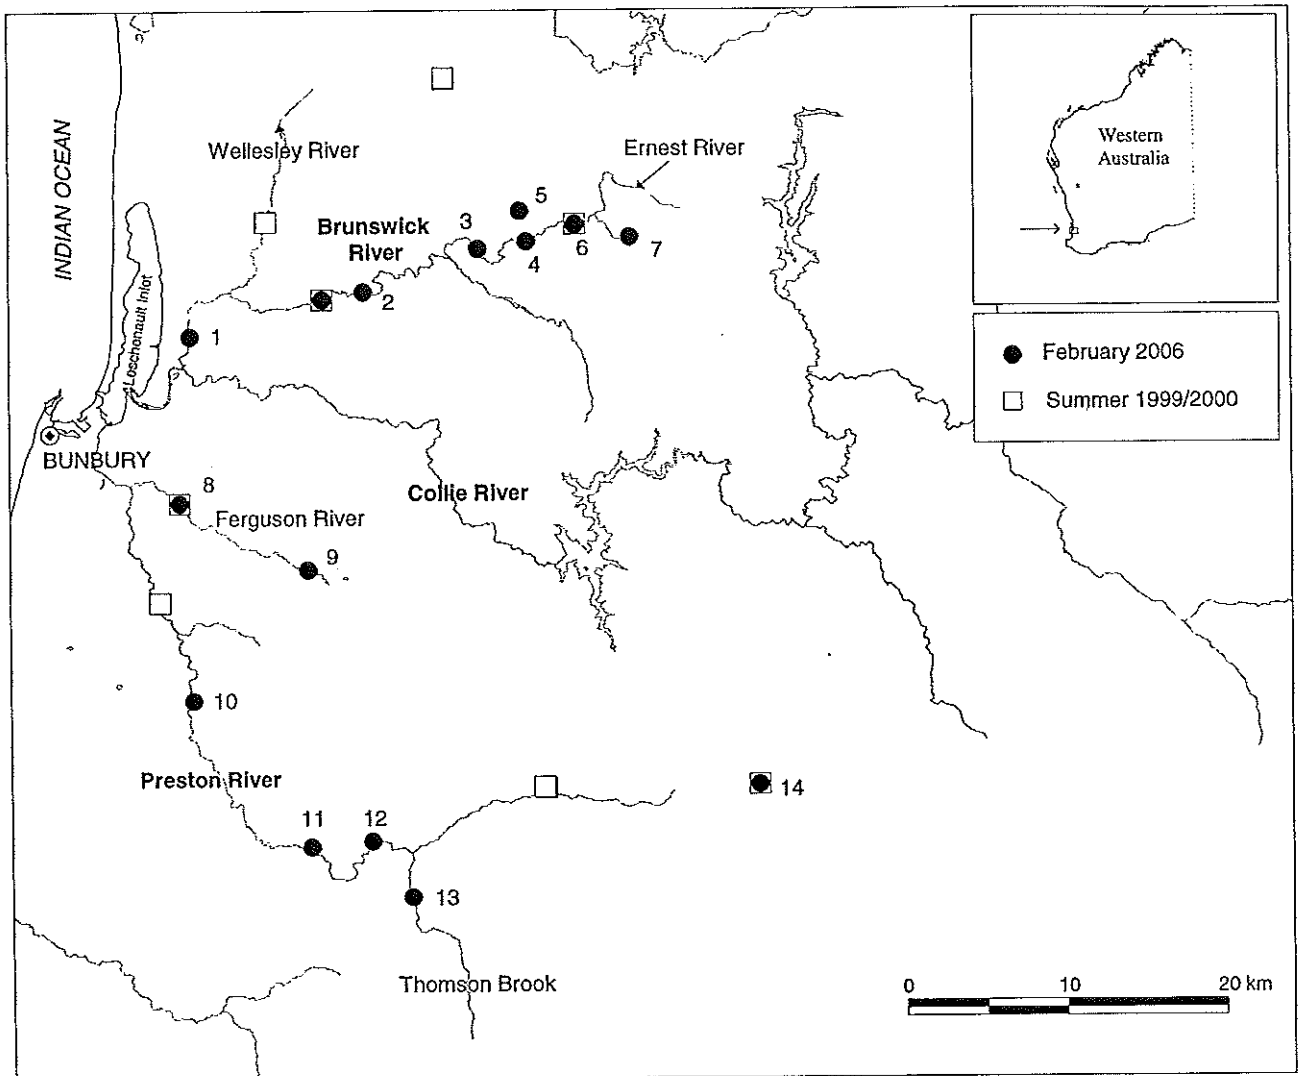 INDIAN OCEAN
Wellesley River
Ernest River
Western
Australia
Brunswick
River
Loschonault Inlot
1
2
3
4
5
6
7
February 2006
Summer 1999/2000
BUNBURY
8
Ferguson River
9
Collie River
10
Preston River
11
12
13
14
Thomson Brook
0
10
20 km